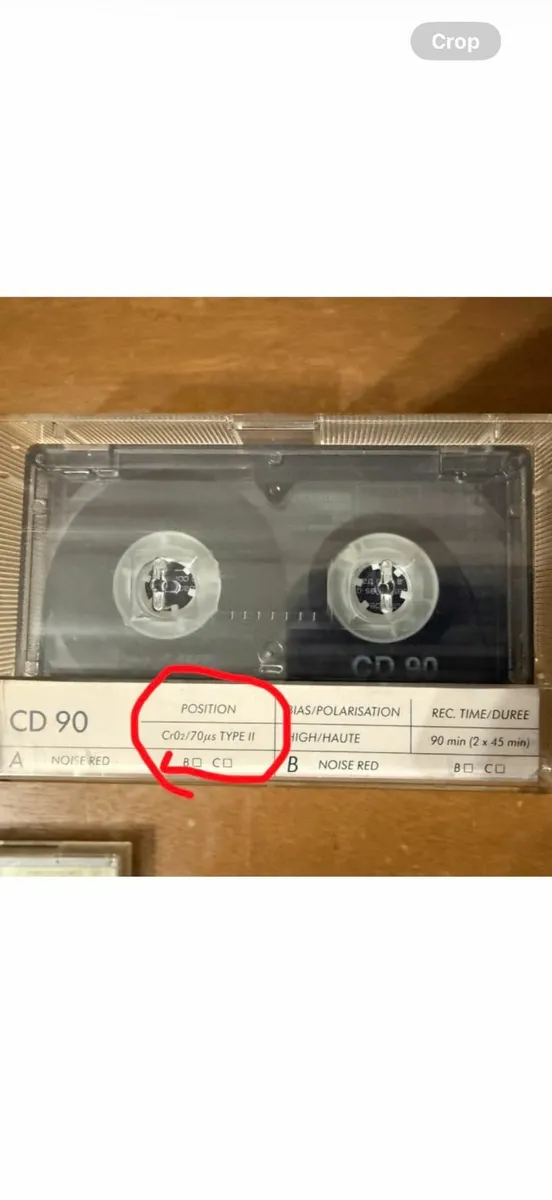 Crop
CD 90
CD 90
POSITION
CrO2/70µs TYPE II
BIAS/POLARISATION
HIGH/HAUTE
REC. TIME/DUREE
90 min (2 x 45 min)
A NOISE RED B□ C□
B NOISE RED B□ C□